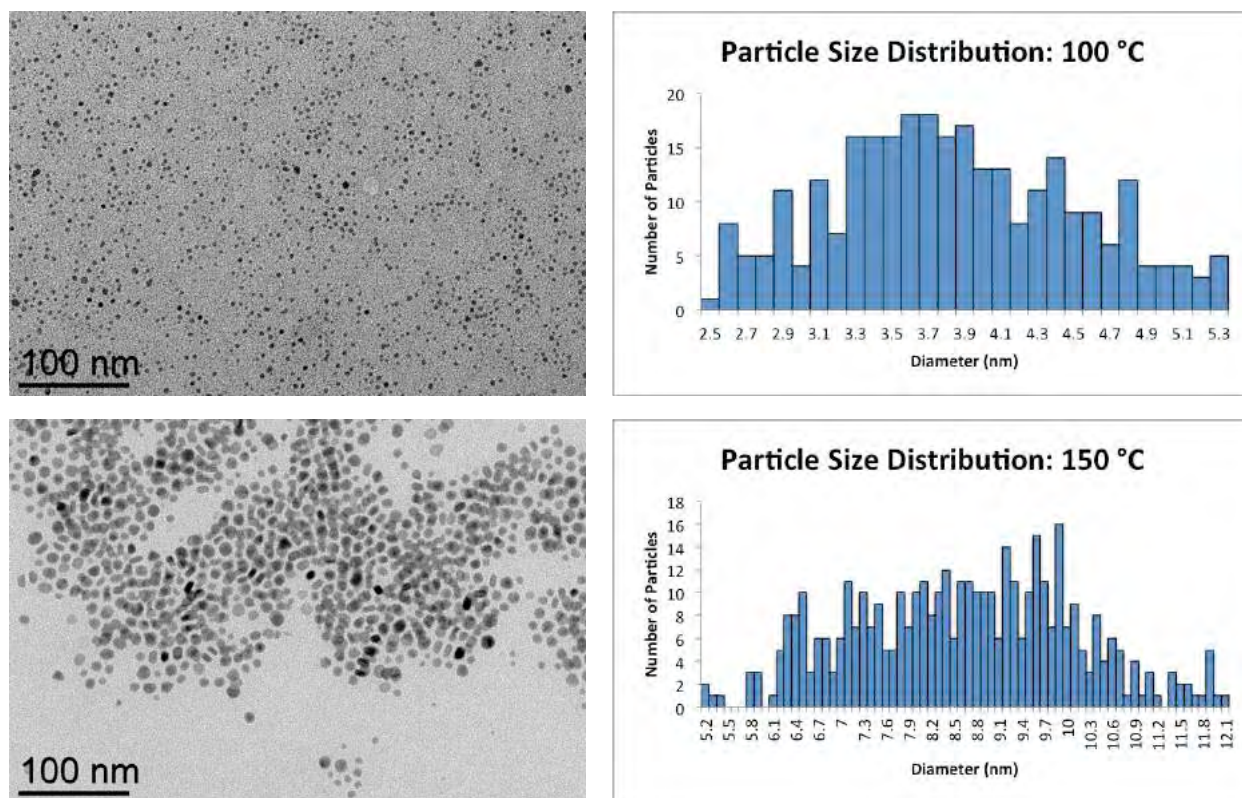 100 nm
Particle Size Distribution: 100 °C
20
15
10
5
0
Number of Particles
2.5 2.7 2.9 3.1 3.3 3.5 3.7 3.9 4.1 4.3 4.5 4.7 4.9 5.1 5.3
Diameter (nm)
100 nm
Particle Size Distribution: 150 °C
18
16
14
12
10
8
6
4
2
0
Number of Particles
5.2 5.5 5.8 6.1 6.4 6.7 7 7.3 7.6 7.9 8.2 8.5 8.8 9.1 9.4 9.7 10 10.3 10.6 10.9 11.2 11.5 11.8 12.1
Diameter (nm)